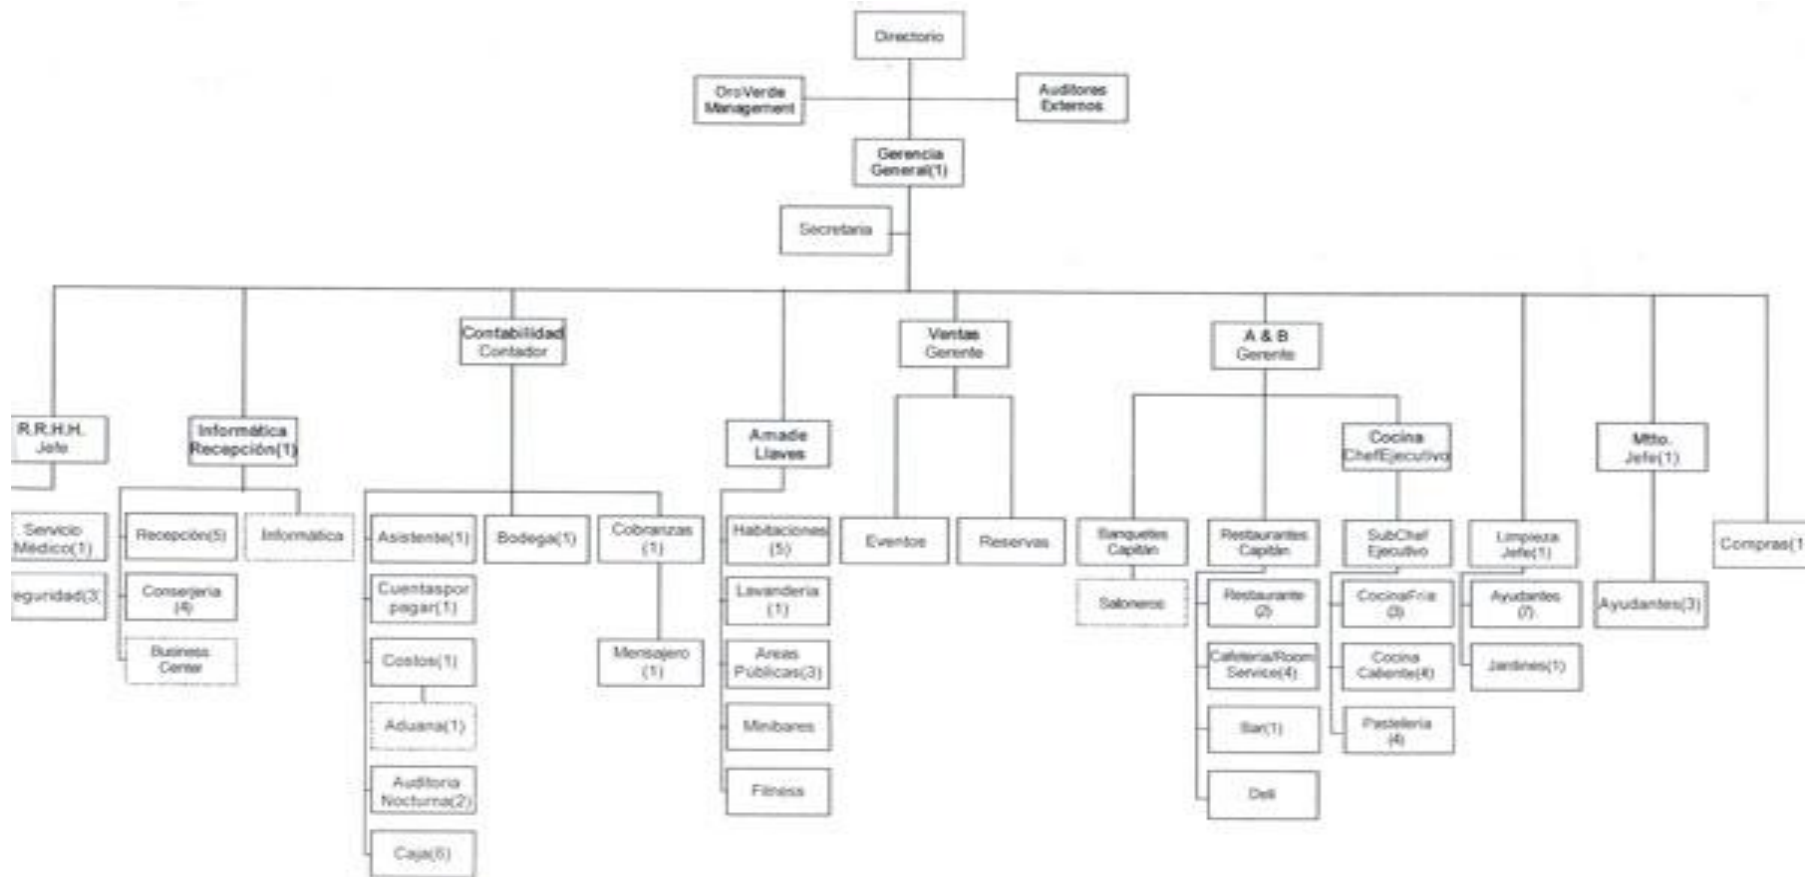 Directorio
OroVerde
Management
Auditores
Externos
Gerencia
General(1)
Secretaria
Contabilidad
Contador
Ventas
Gerente
A & B
Gerente
R.R.H.H.
Jefe
Informática
Recepción(1)
Amade
Llaves
Cocina
ChefEjecutivo
Mtto.
Jefe(1)
Servicio
Médico(1)
Recepción(5)
Informática
Asistente(1)
Bodega(1)
Cobranzas
(1)
Habitaciones
(5)
Eventos
Reservas
Banquetes
Capitán
Restaurantes
Capitán
SubChef
Ejecutivo
Limpieza
Jefe(1)
Compras(1
eguridad(3)
Conserjería
(4)
Cuentaspor
pagar(1)
Lavandería
(1)
Saloneros
Restaurante
(2)
CocinaFria
(3)
Ayudantes
(7)
Ayudantes(3)
Business
Center
Costos(1)
Mensajero
(1)
Areas
Públicas(3)
Cafetería/Room
Service(4)
Cocina
Caliente(4)
Jardines(1)
Aduana(1)
Minibares
Bar(1)
Pastelería
(4)
Auditoria
Nocturna(2)
Fitness
Deli
Caja(6)